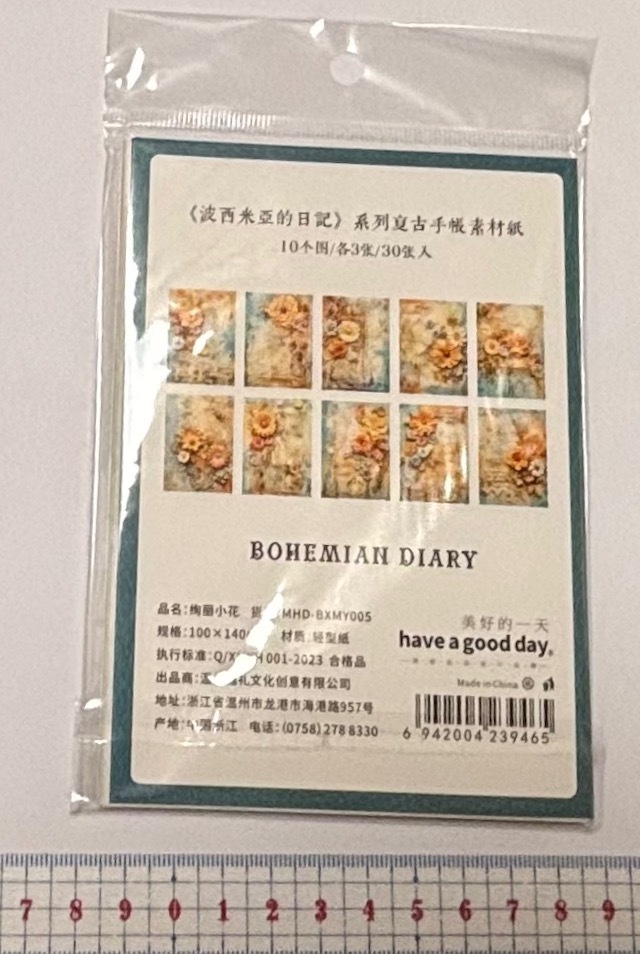 《波西米亞的日記》系列复古手帳素材紙
10个图/各3张/30张入
BOHEMIAN DIARY
品名:绚丽小花 MHD-BXMY005
规格:100×140 材质:轻型纸
执行标准:Q/X 001-2023 合格品
出品商: 礼文化创意有限公司
地址:浙江省温州市龙港市海港路957号
产地:中国浙江 电话:(0758)278 8330
美好的一天
have a good day.
Made in China
6 942004 239465
7 8 9 0 1 2 3 4 5 6 7 8 9